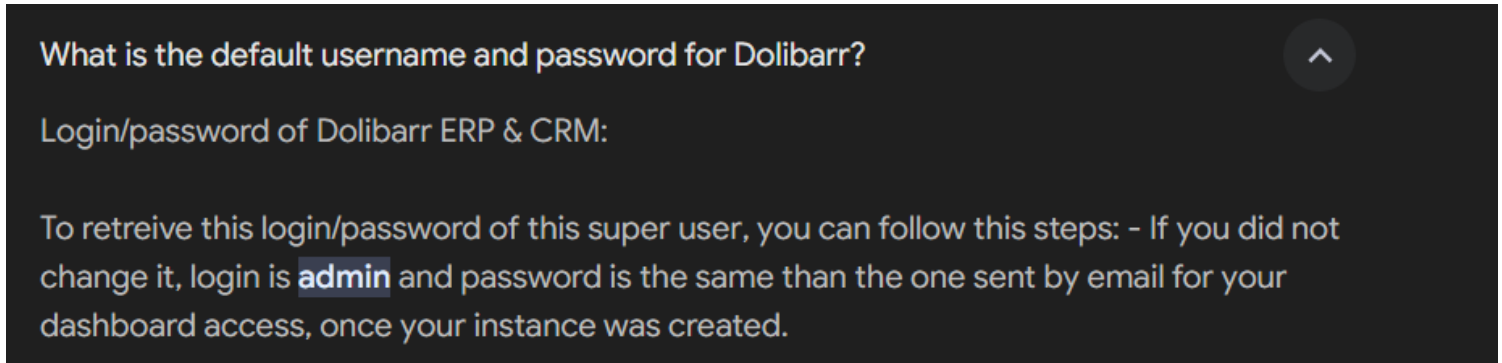 What is the default username and password for Dolibarr?
Login/password of Dolibarr ERP & CRM:
To retreive this login/password of this super user, you can follow this steps: - If you did not
change it, login is admin and password is the same than the one sent by email for your
dashboard access, once your instance was created.